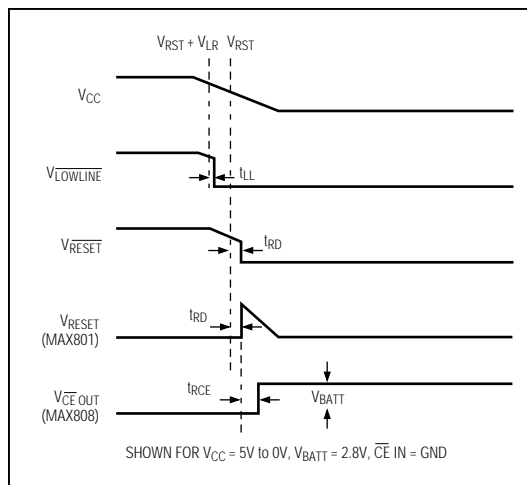 VRST + VLR VRST
VCC
VLOWLINE
tLL
VRESET
tRD
VRESET
(MAX801)
tRD
VCE OUT
(MAX808)
tRCE
VBATT
SHOWN FOR VCC = 5V to 0V, VBATT = 2.8V, CE IN = GND